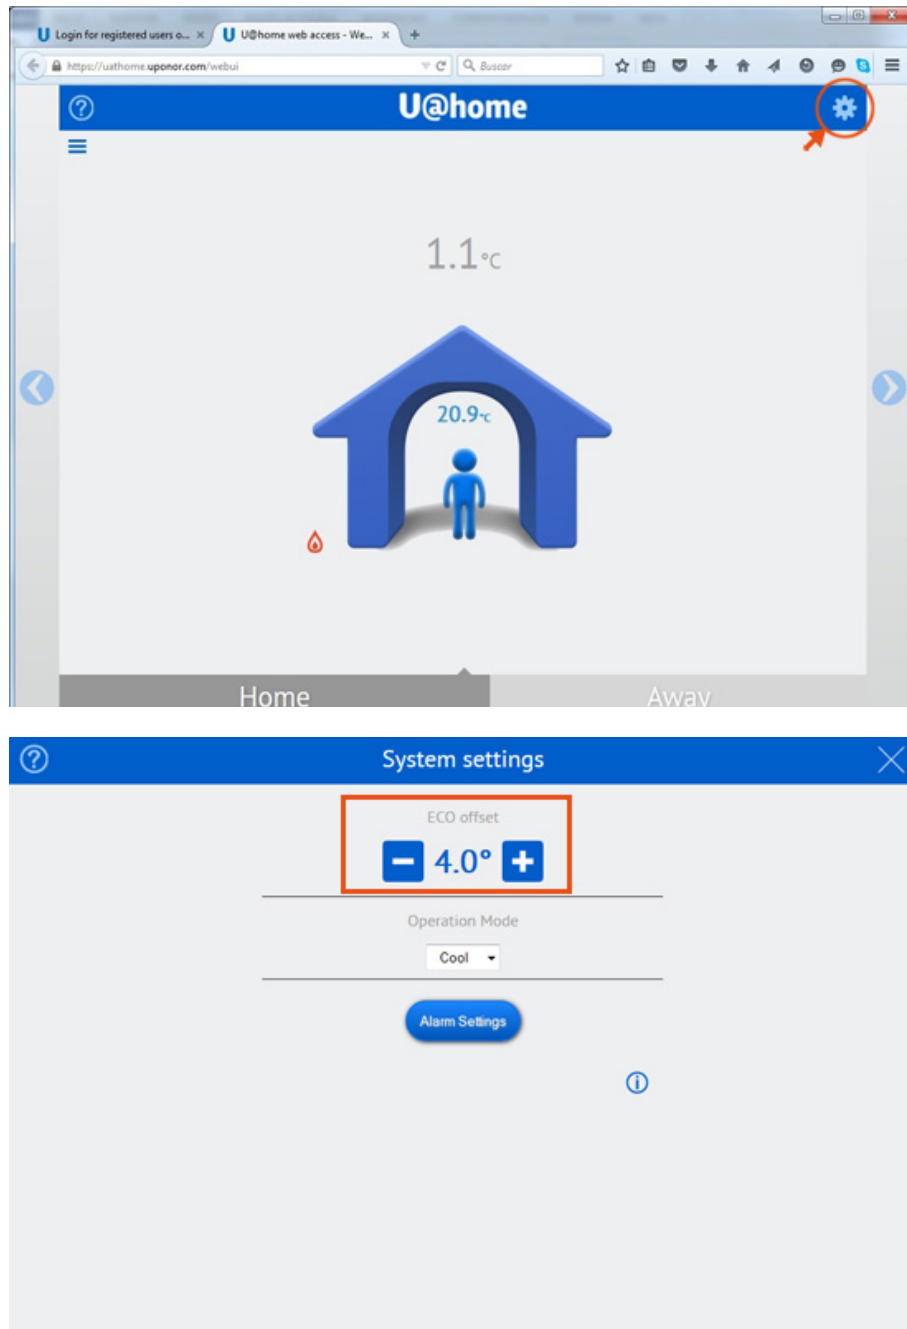 U Login for registered users o... × U U@home web access - We... × +
https://uathome.uponor.com/webui Buscar
? U@home
1.1°C
20.9°C
Home Away
? System settings
ECO offset
− 4.0° +
Operation Mode
Cool
Alarm Settings
i